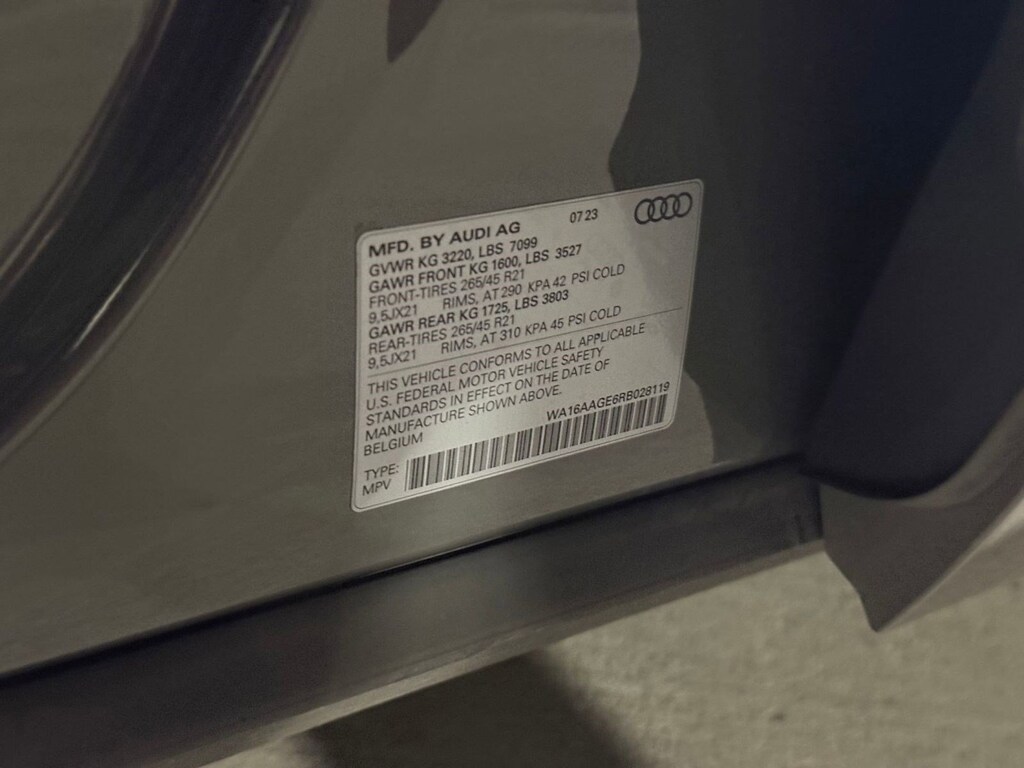 MFD. BY AUDI AG 07 23
GVWR KG 3220, LBS 7099
GAWR FRONT KG 1600, LBS 3527
FRONT-TIRES 265/45 R21
9,5JX21 RIMS, AT 290 KPA 42 PSI COLD
GAWR REAR KG 1725, LBS 3803
REAR-TIRES 265/45 R21
9,5JX21 RIMS, AT 310 KPA 45 PSI COLD
THIS VEHICLE CONFORMS TO ALL APPLICABLE
U.S. FEDERAL MOTOR VEHICLE SAFETY
STANDARDS IN EFFECT ON THE DATE OF
MANUFACTURE SHOWN ABOVE.
BELGIUM WA16AAGE6RB028119
TYPE:
MPV